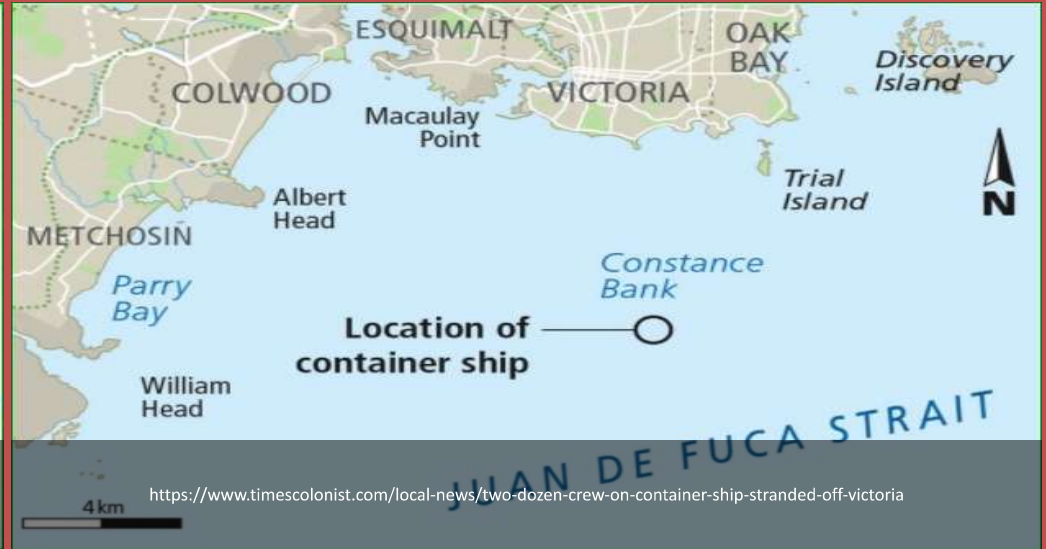 ESQUIMALT
OAK
BAY
Discovery
Island
COLWOOD
VICTORIA
Macaulay
Point
Trial
Island
N
Albert
Head
METCHOSIN
Constance
Bank
Parry
Bay
Location of
container ship
William
Head
JUAN DE FUCA STRAIT
https://www.timescolonist.com/local-news/two-dozen-crew-on-container-ship-stranded-off-victoria
4 km